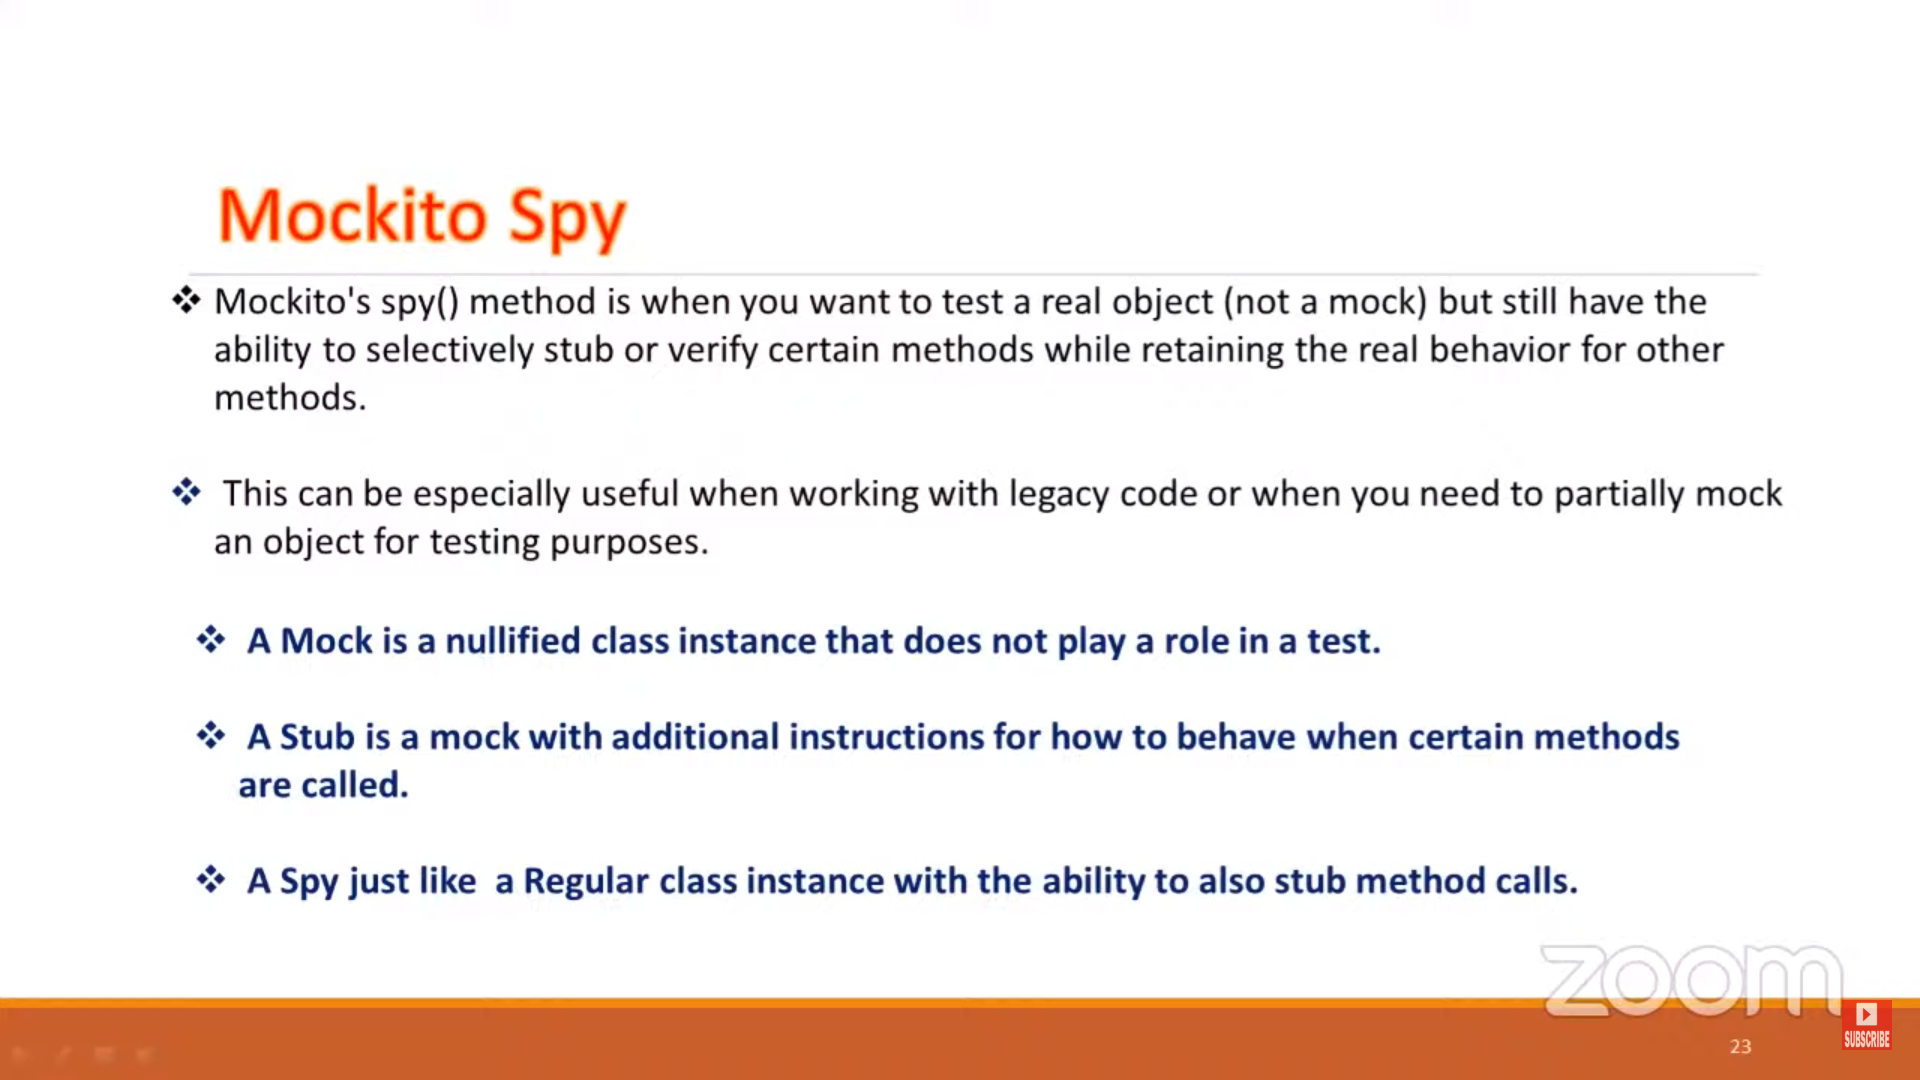 Mockito Spy
❖ Mockito's spy() method is when you want to test a real object (not a mock) but still have the
ability to selectively stub or verify certain methods while retaining the real behavior for other
methods.
❖ This can be especially useful when working with legacy code or when you need to partially mock
an object for testing purposes.
❖ A Mock is a nullified class instance that does not play a role in a test.
❖ A Stub is a mock with additional instructions for how to behave when certain methods
are called.
❖ A Spy just like a Regular class instance with the ability to also stub method calls.
zoom
SUBSCRIBE
23